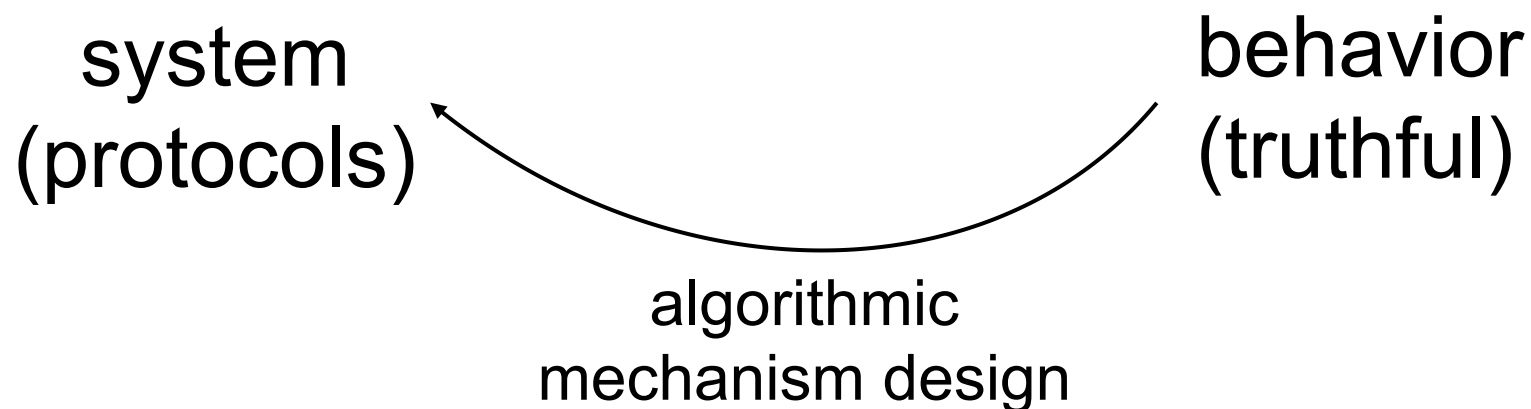 system
(protocols)
behavior
(truthful)
algorithmic
mechanism design